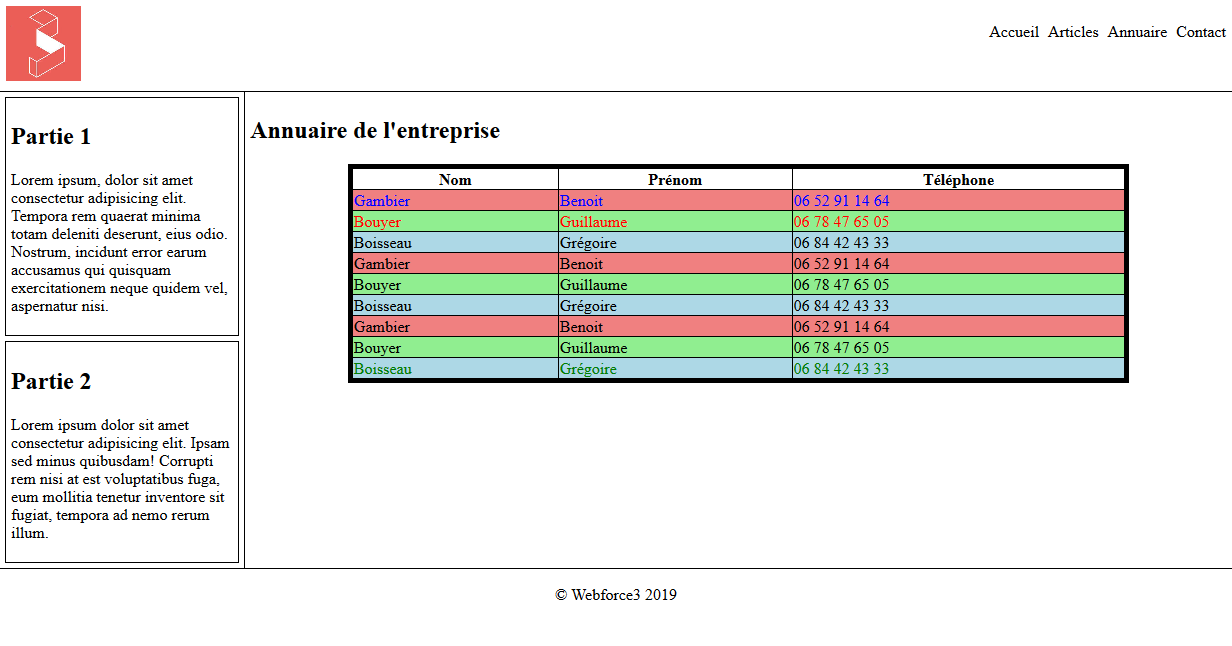 Accueil Articles Annuaire Contact
Partie 1
Lorem ipsum, dolor sit amet
consectetur adipisicing elit.
Tempora rem quaerat minima
totam deleniti deserunt, eius odio.
Nostrum, incidunt error earum
accusamus qui quisquam
exercitationem neque quidem vel,
aspernatur nisi.
Partie 2
Lorem ipsum dolor sit amet
consectetur adipisicing elit. Ipsam
sed minus quibusdam! Corrupti
rem nisi at est voluptatibus fuga,
eum mollitia tenetur inventore sit
fugiat, tempora ad nemo rerum
illum.
Annuaire de l'entreprise
Nom Prénom Téléphone
Gambier Benoit 06 52 91 14 64
Bouyer Guillaume 06 78 47 65 05
Boisseau Grégoire 06 84 42 43 33
Gambier Benoit 06 52 91 14 64
Bouyer Guillaume 06 78 47 65 05
Boisseau Grégoire 06 84 42 43 33
Gambier Benoit 06 52 91 14 64
Bouyer Guillaume 06 78 47 65 05
Boisseau Grégoire 06 84 42 43 33
© Webforce3 2019